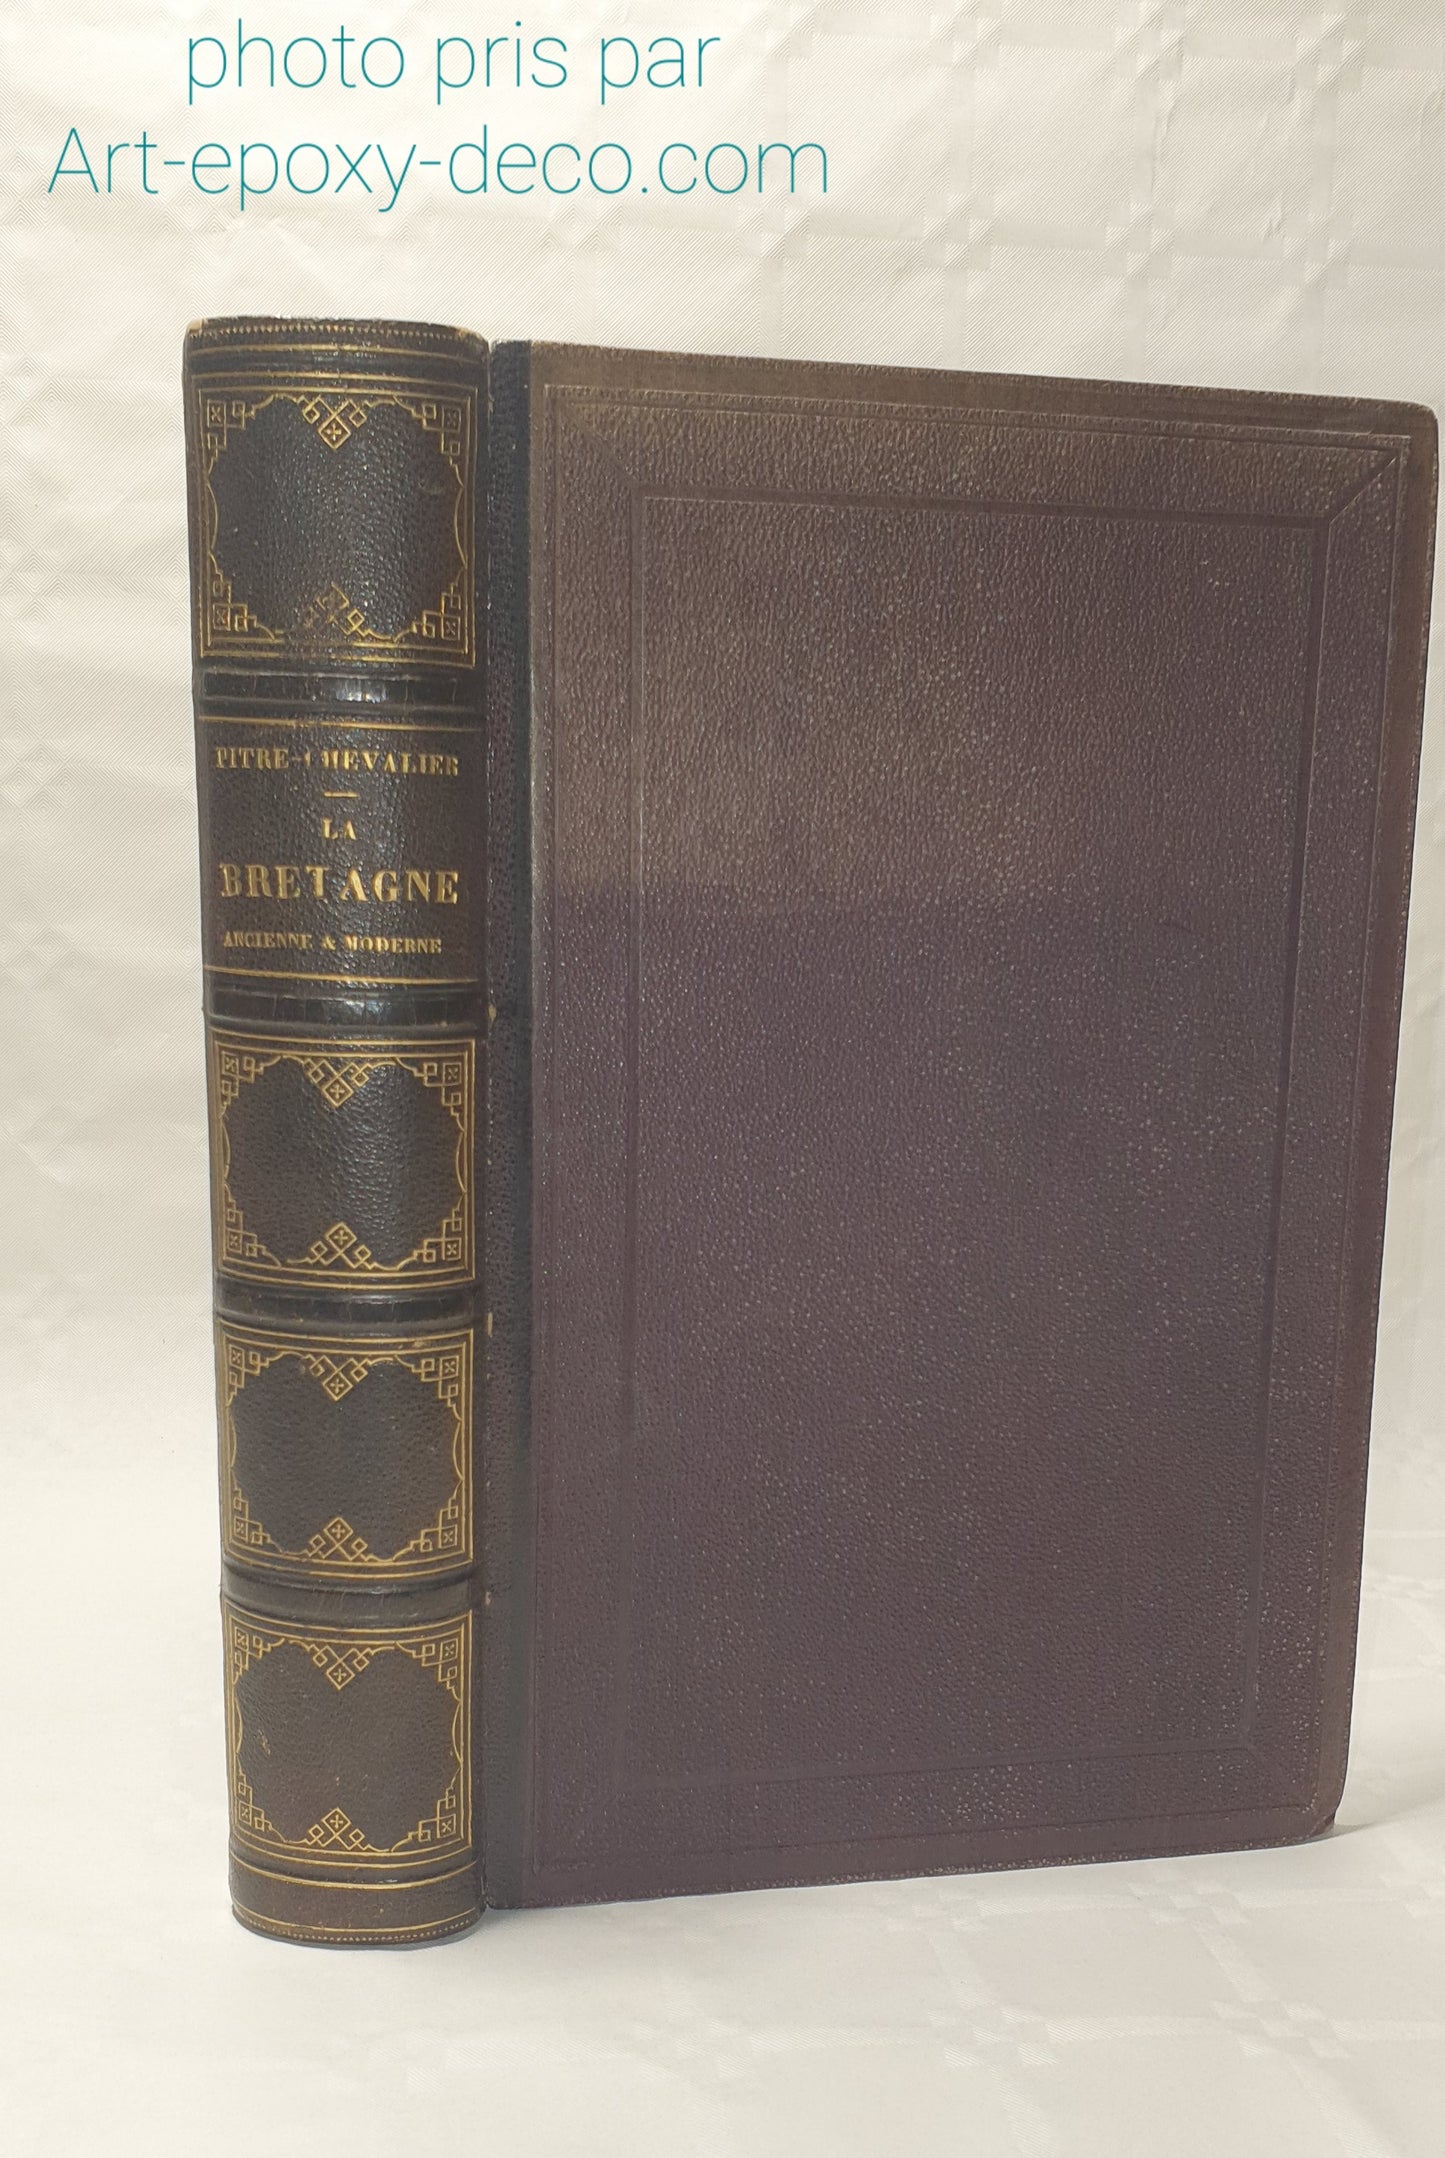 photo pris par
Art-epoxy-deco.com
PITRE-CHEVALIER
LA
BRETAGNE
ANCIENNE & MODERNE